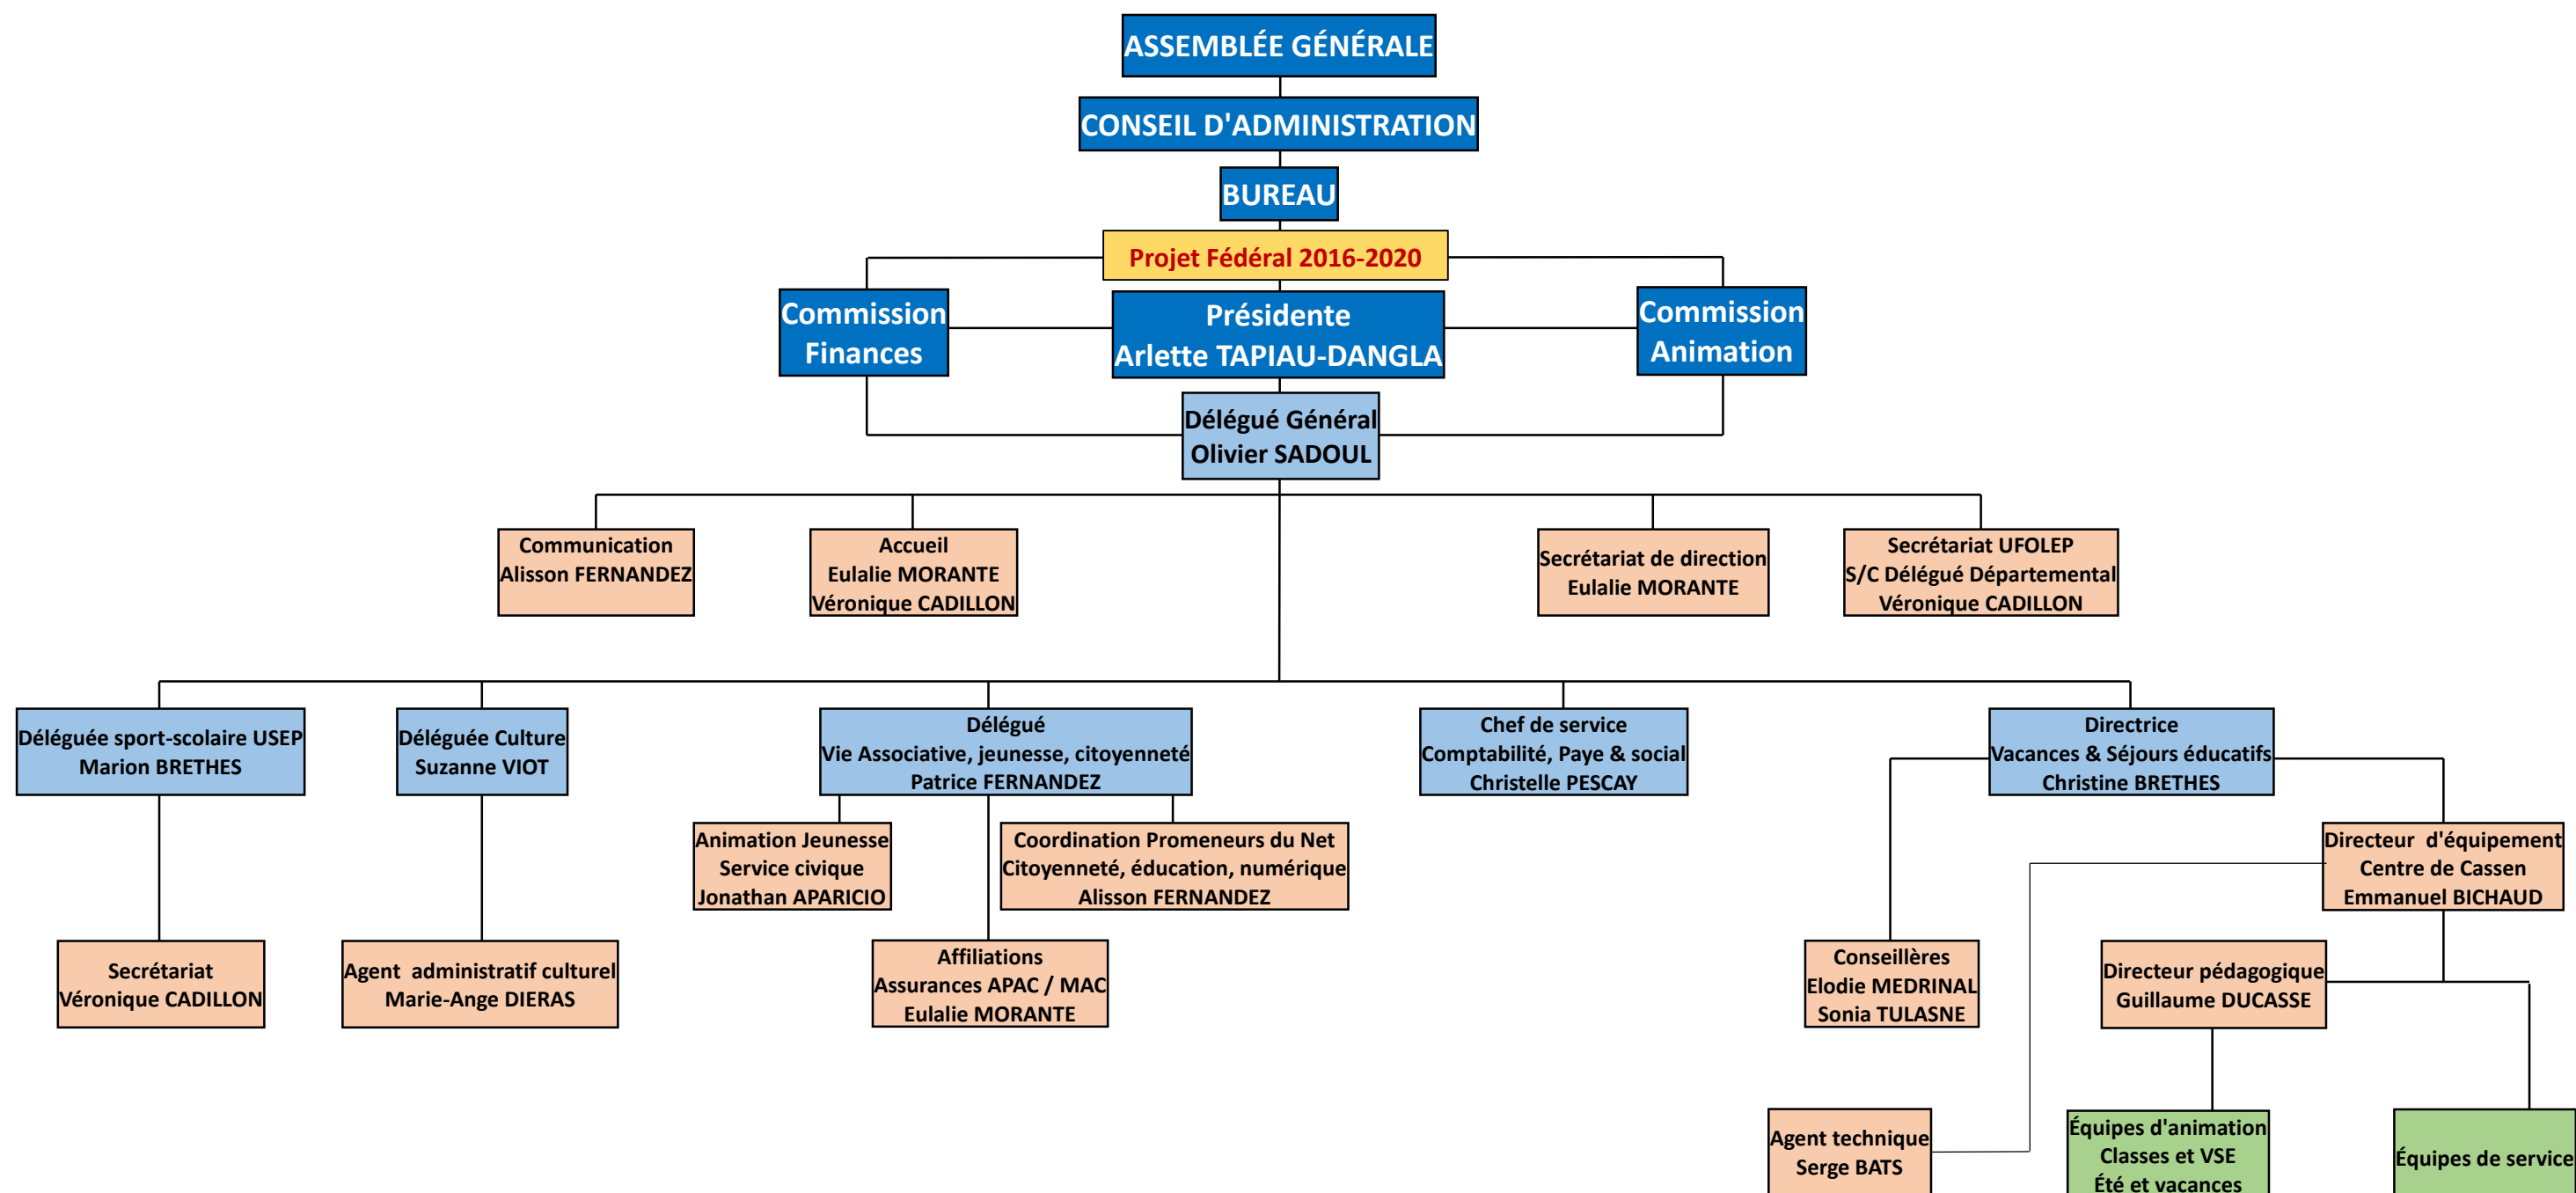 ASSEMBLÉE GÉNÉRALE
CONSEIL D'ADMINISTRATION
BUREAU
Projet Fédéral 2016-2020
Commission
Finances
Présidente
Arlette TAPIAU-DANGLA
Commission
Animation
Délégué Général
Olivier SADOUL
Communication
Alisson FERNANDEZ
Accueil
Eulalie MORANTE
Véronique CADILLON
Secrétariat de direction
Eulalie MORANTE
Secrétariat UFOLEP
S/C Délégué Départemental
Véronique CADILLON
Déléguée sport-scolaire USEP
Marion BRETHES
Déléguée Culture
Suzanne VIOT
Délégué
Vie Associative, jeunesse, citoyenneté
Patrice FERNANDEZ
Chef de service
Comptabilité, Paye & social
Christelle PESCAY
Directrice
Vacances & Séjours éducatifs
Christine BRETHES
Animation Jeunesse
Service civique
Jonathan APARICIO
Coordination Promeneurs du Net
Citoyenneté, éducation, numérique
Alisson FERNANDEZ
Directeur d'équipement
Centre de Cassen
Emmanuel BICHAUD
Secrétariat
Véronique CADILLON
Agent administratif culturel
Marie-Ange DIERAS
Affiliations
Assurances APAC / MAC
Eulalie MORANTE
Conseillères
Elodie MEDRINAL
Sonia TULASNE
Directeur pédagogique
Guillaume DUCASSE
Agent technique
Serge BATS
Équipes d'animation
Classes et VSE
Été et vacances
Équipes de service